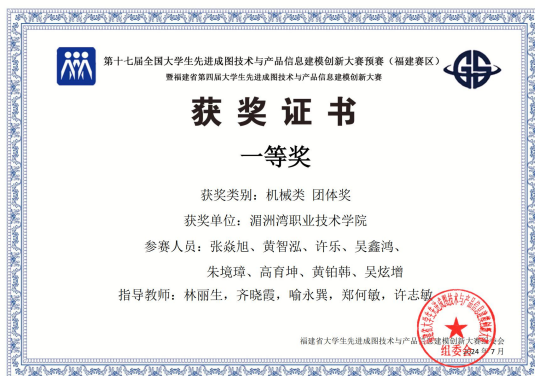 第十七届全国大学生先进成图技术与产品信息建模创新大赛预赛（福建赛区）
暨福建省第四届大学生先进成图技术与产品信息建模创新大赛
获奖证书
一等奖
获奖类别：机械类 团体奖
获奖单位：湄洲湾职业技术学院
参赛人员：张焱旭、黄智泓、许乐、吴鑫鸿、
朱境璋、高育坤、黄铂韩、吴炫增
指导教师：林丽生，齐晓霞，喻永巽，郑何敏，许志敏
福建省大学生先进成图技术与产品信息建模创新大赛组委会
2024 年 7 月
组委会